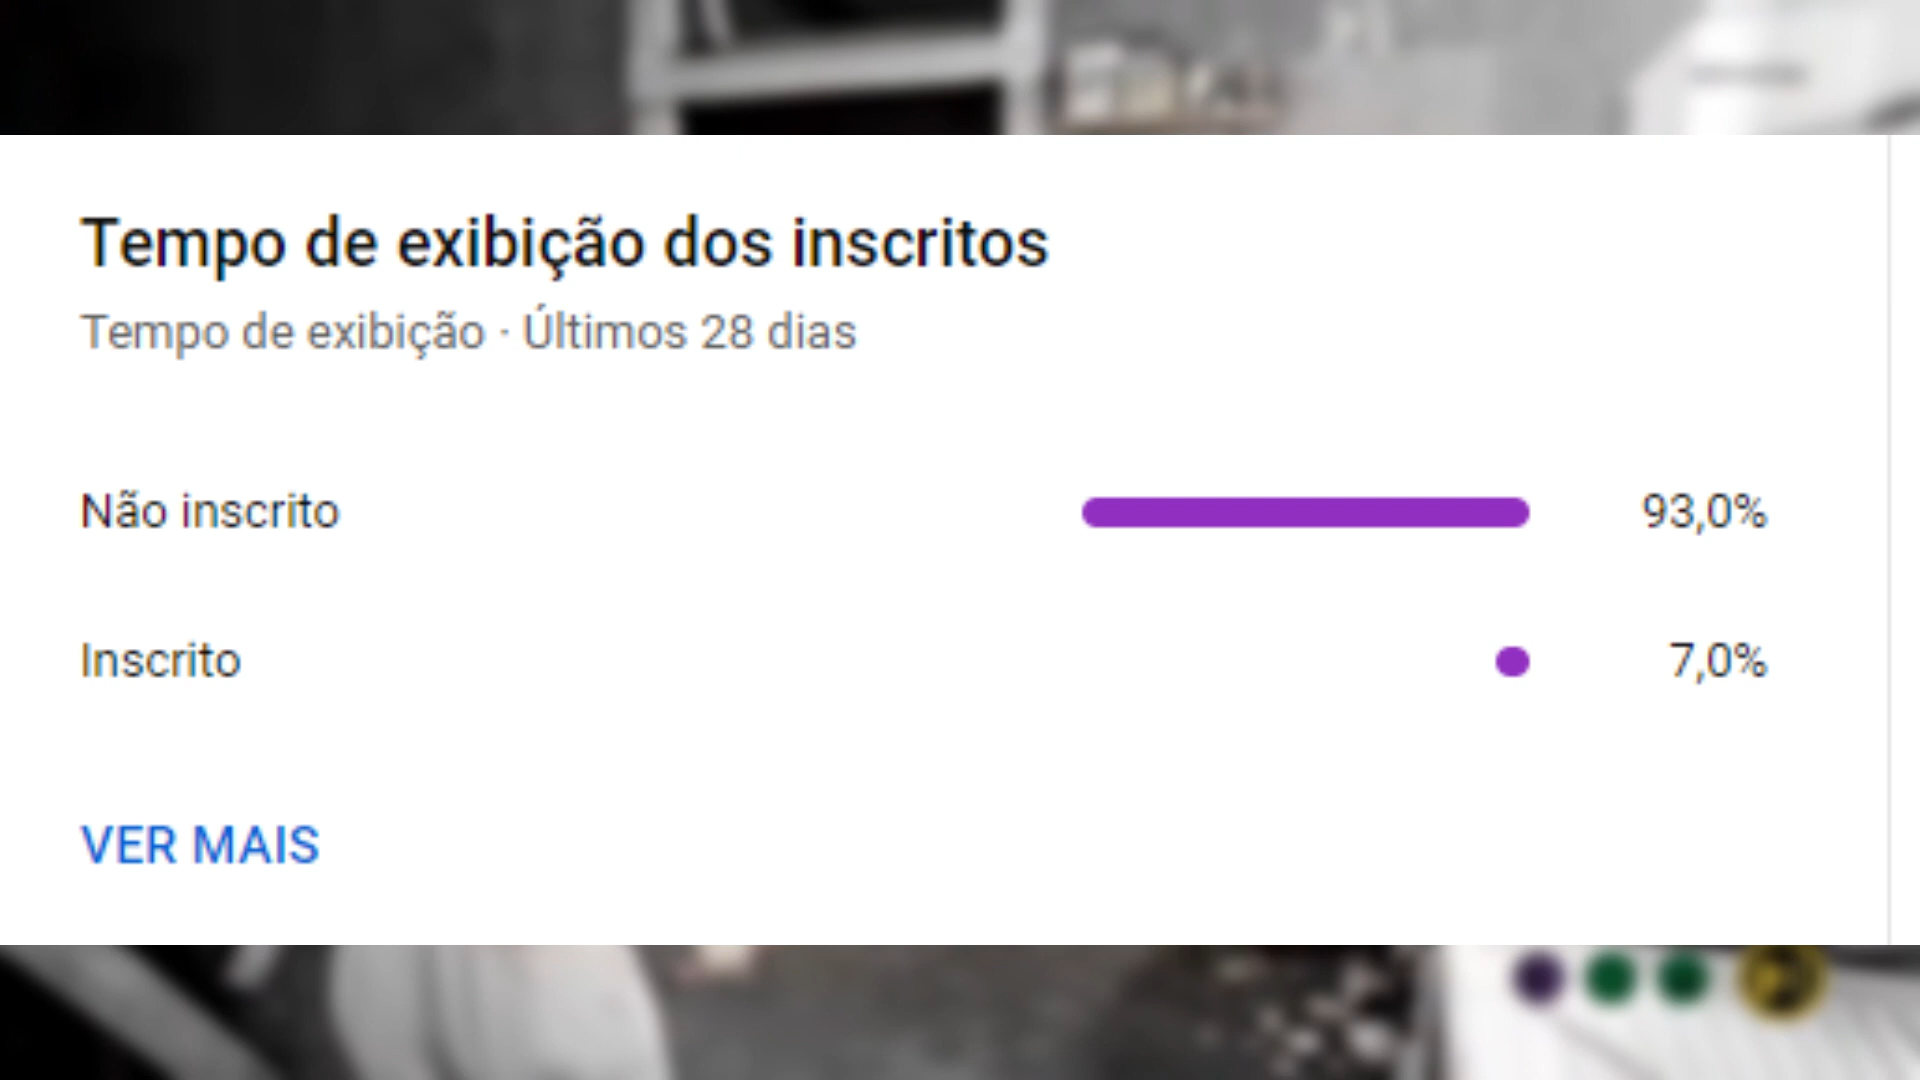 Tempo de exibição dos inscritos
Tempo de exibição · Últimos 28 dias
Não inscrito 93,0%
Inscrito 7,0%
VER MAIS